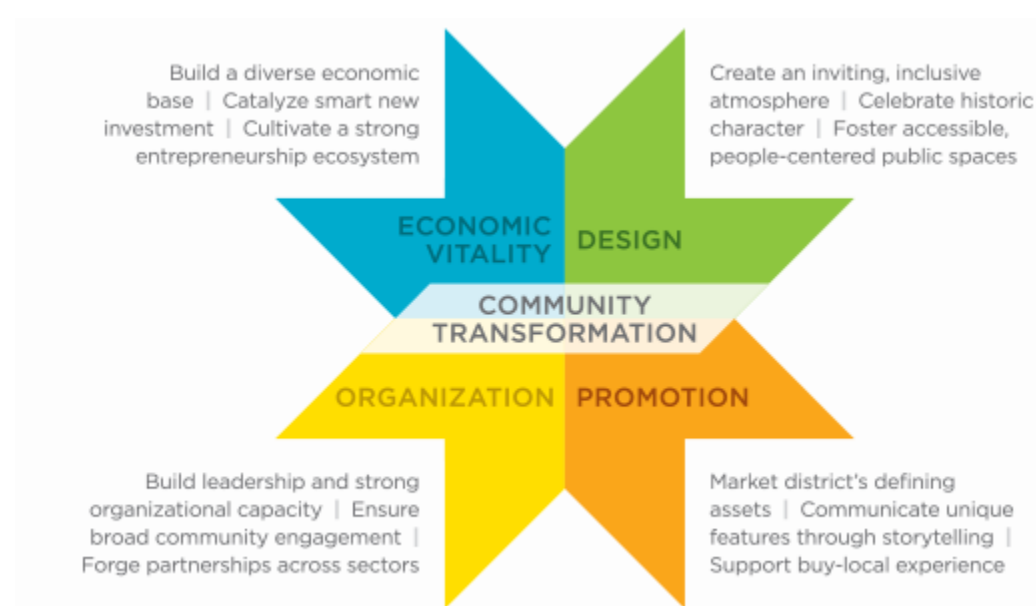 Build a diverse economic
base | Catalyze smart new
investment | Cultivate a strong
entrepreneurship ecosystem
Create an inviting, inclusive
atmosphere | Celebrate historic
character | Foster accessible,
people-centered public spaces
ECONOMIC
VITALITY
DESIGN
COMMUNITY
TRANSFORMATION
ORGANIZATION
PROMOTION
Build leadership and strong
organizational capacity | Ensure
broad community engagement |
Forge partnerships across sectors
Market district's defining
assets | Communicate unique
features through storytelling |
Support buy-local experience